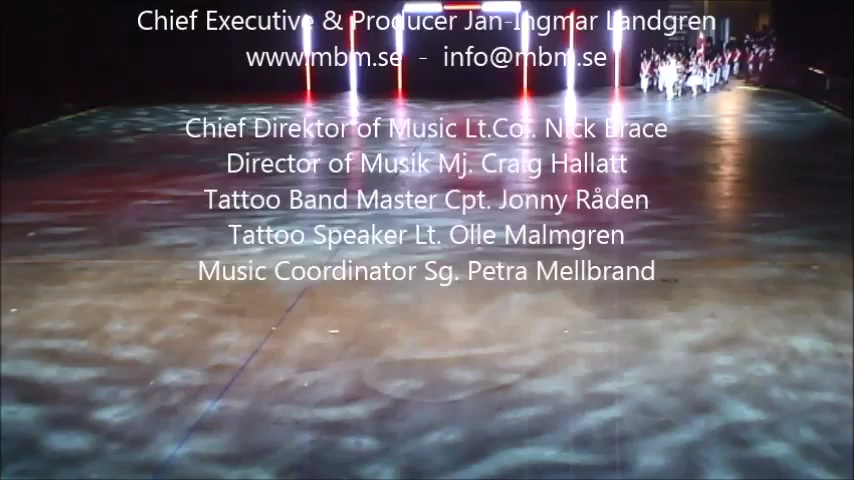 Chief Executive & Producer Jan-Ingmar Landgren
www.mbm.se - info@mbm.se
Chief Direktor of Music Lt.Col. Nick Brace
Director of Musik Mj. Craig Hallatt
Tattoo Band Master Cpt. Jonny Råden
Tattoo Speaker Lt. Olle Malmgren
Music Coordinator Sg. Petra Mellbrand